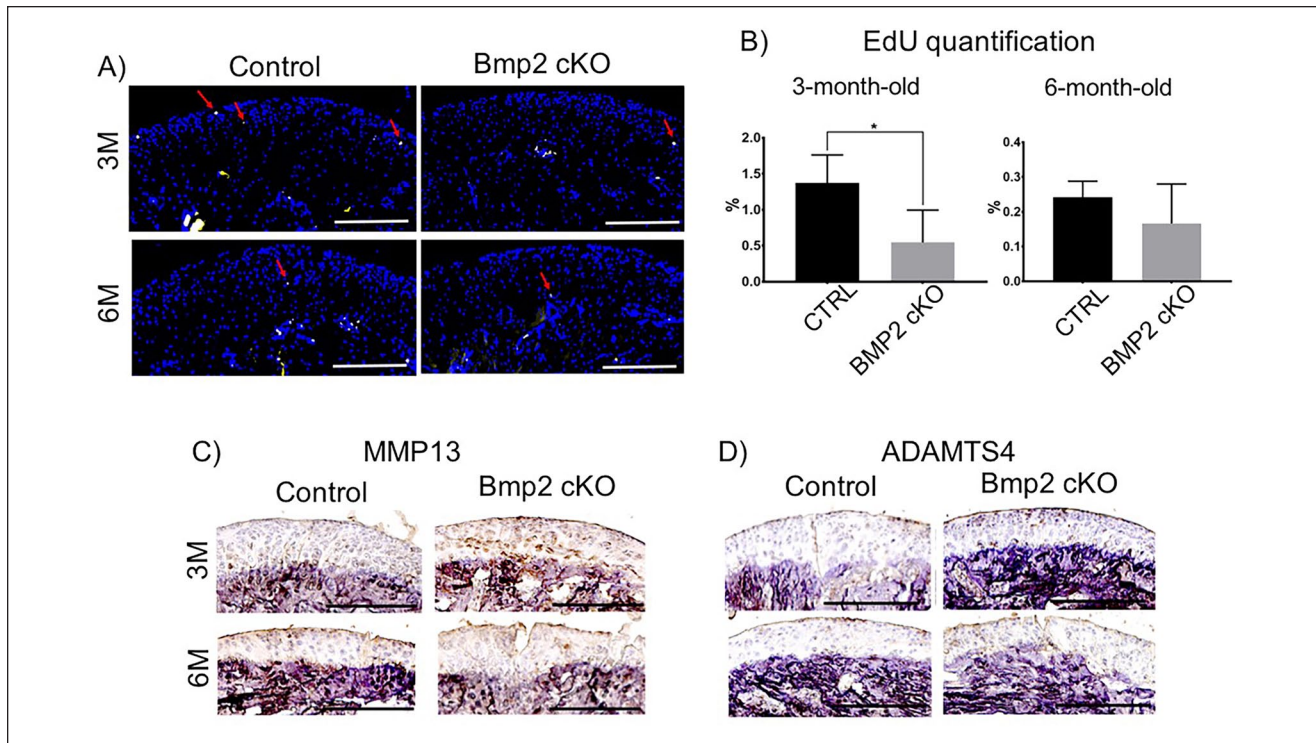 A)
Control
Bmp2 cKO
3M
6M
B)
EdU quantification
3-month-old
6-month-old
%
2.0
1.5
1.0
0.5
0.0
*
CTRL
BMP2 cKO
%
0.4
0.3
0.2
0.1
0.0
CTRL
BMP2 cKO
C)
MMP13
Control
Bmp2 cKO
3M
6M
D)
ADAMTS4
Control
Bmp2 cKO